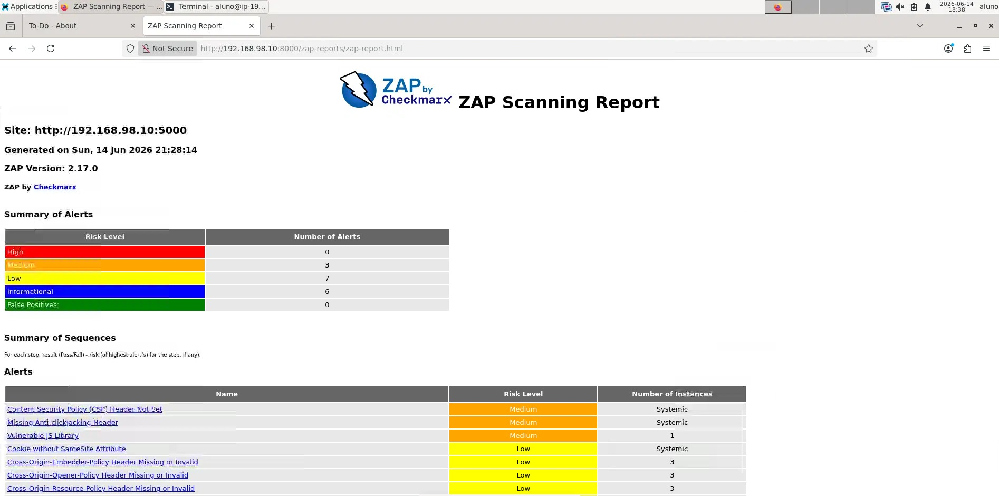 Applications
ZAP Scanning Report — ...
Terminal - aluno@ip-19...
2026-06-14
18:38
aluno
To-Do - About
ZAP Scanning Report
Not Secure
http://192.168.98.10:8000/zap-reports/zap-report.html
ZAP by
Checkmarx
ZAP Scanning Report
Site: http://192.168.98.10:5000
Generated on Sun, 14 Jun 2026 21:28:14
ZAP Version: 2.17.0
ZAP by Checkmarx
Summary of Alerts
Risk Level Number of Alerts
High 0
Medium 3
Low 7
Informational 6
False Positives: 0
Summary of Sequences
For each step: result (Pass/Fail) - risk (of highest alert(s) for the step, if any).
Alerts
Name Risk Level Number of Instances
Content Security Policy (CSP) Header Not Set Medium Systemic
Missing Anti-clickjacking Header Medium Systemic
Vulnerable JS Library Medium 1
Cookie without SameSite Attribute Low Systemic
Cross-Origin-Embedder-Policy Header Missing or Invalid Low 3
Cross-Origin-Opener-Policy Header Missing or Invalid Low 3
Cross-Origin-Resource-Policy Header Missing or Invalid Low 3